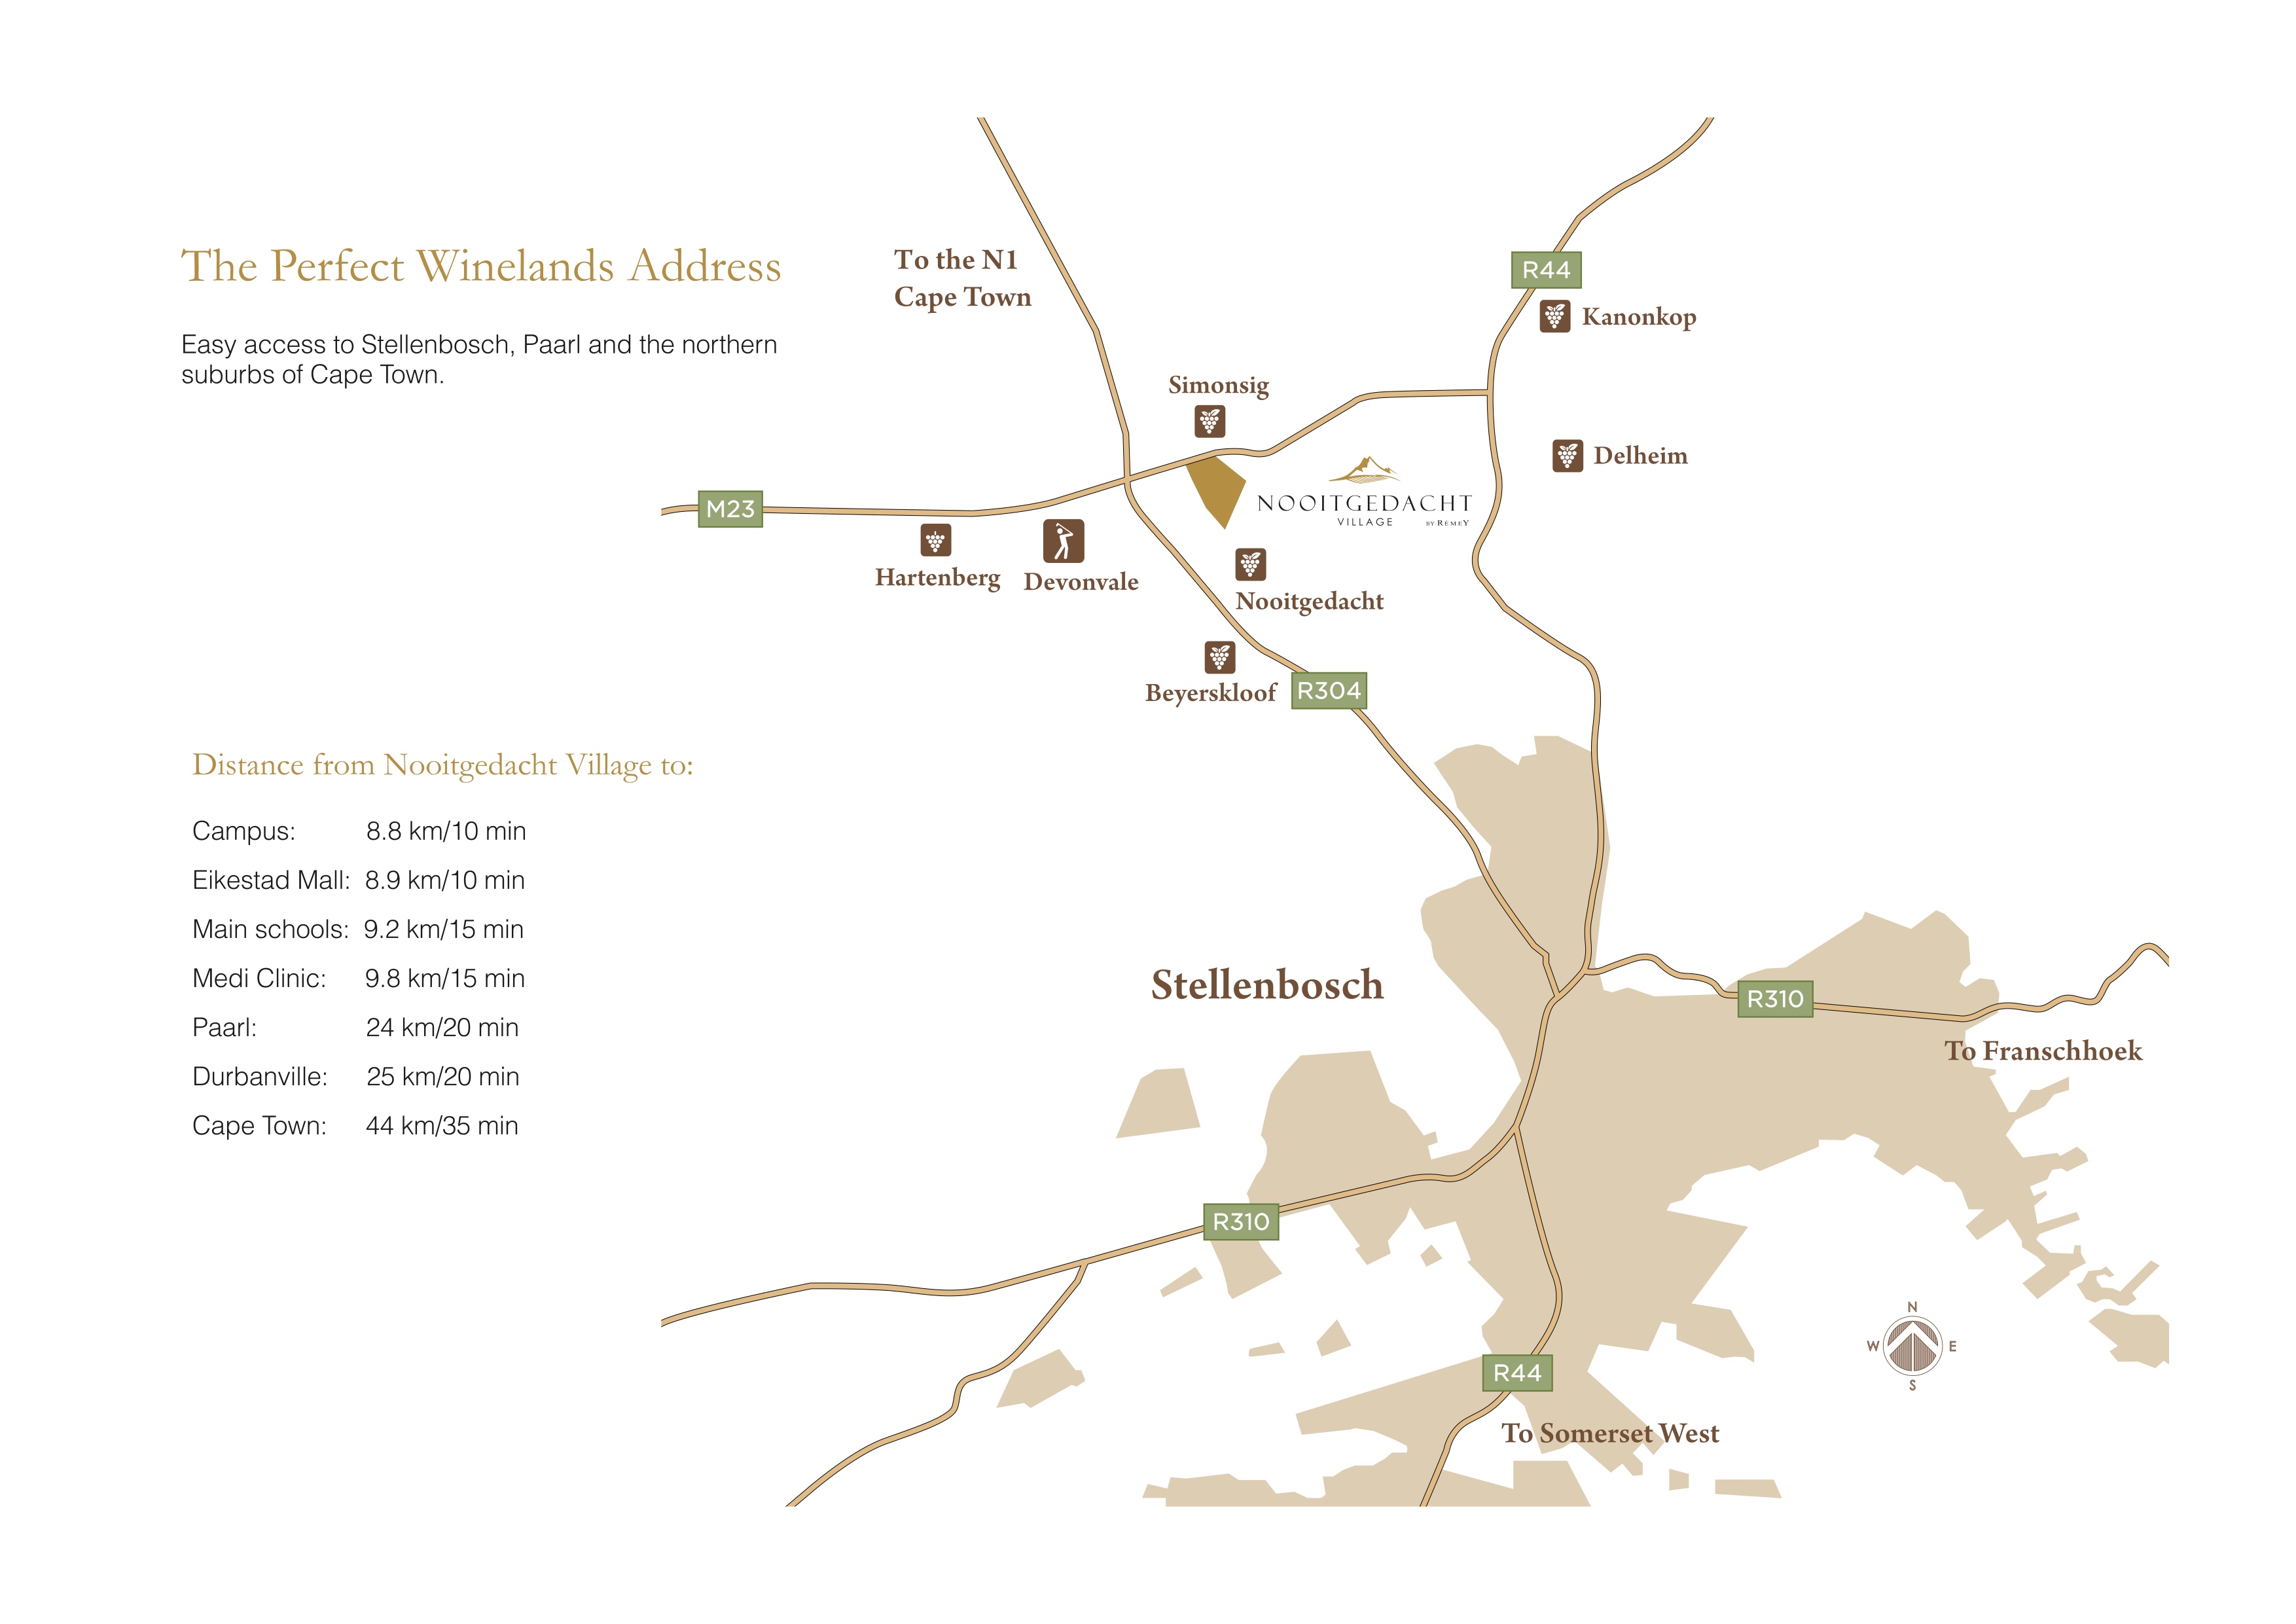 The Perfect Winelands Address
Easy access to Stellenbosch, Paarl and the northern
suburbs of Cape Town.
To the N1
Cape Town
R44
Kanonkop
Simonsig
Delheim
M23
NOOITGEDACHT
VILLAGE BY REMEY
Hartenberg
Devonvale
Nooitgedacht
Beyerskloof
R304
Distance from Nooitgedacht Village to:
Campus: 8.8 km/10 min
Eikestad Mall: 8.9 km/10 min
Main schools: 9.2 km/15 min
Medi Clinic: 9.8 km/15 min
Paarl: 24 km/20 min
Durbanville: 25 km/20 min
Cape Town: 44 km/35 min
Stellenbosch
R310
To Franschhoek
R310
R44
To Somerset West
N
W E
S